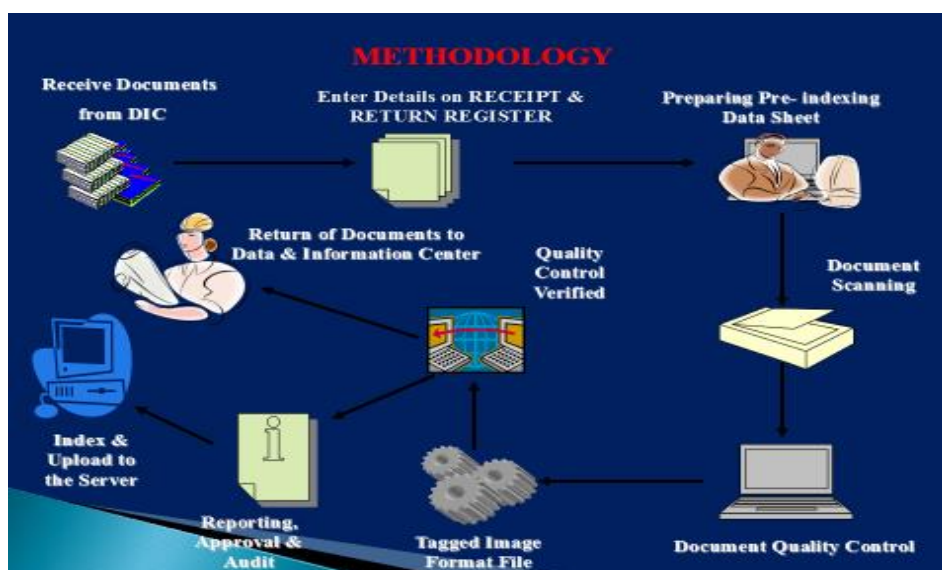 METHODOLOGY
Receive Documents
from DIC
Enter Details on RECEIPT &
RETURN REGISTER
Preparing Pre- indexing
Data Sheet
Return of Documents to
Data & Information Center
Quality
Control
Verified
Document
Scanning
Index &
Upload to
the Server
Reporting,
Approval &
Audit
Tagged Image
Format File
Document Quality Control